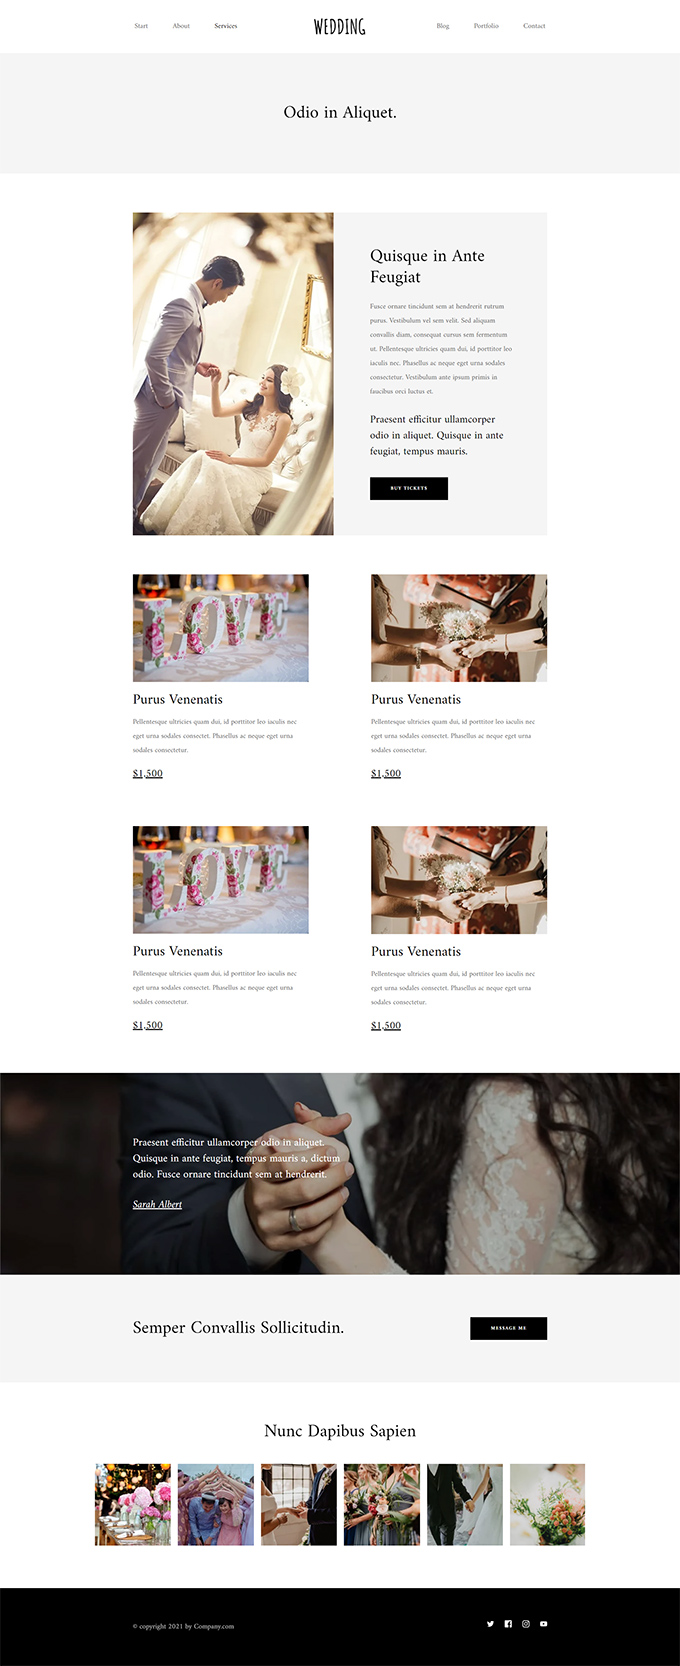 Start
About
Services
WEDDING
Blog
Portfolio
Contact
Odio in Aliquet.
Quisque in Ante
Feugiat
Fusce ornare tincidunt sem at hendrerit rutrum
purus. Vestibulum vel sem velit. Sed aliquam
convallis diam, consequat cursus sem fermentum
ut. Pellentesque ultricies quam dui, id porttitor leo
iaculis nec. Phasellus ac neque eget urna sodales
consectetur. Vestibulum ante ipsum primis in
faucibus orci luctus et.
Praesent efficitur ullamcorper
odio in aliquet. Quisque in ante
feugiat, tempus mauris.
BUY TICKETS
LOVE
Purus Venenatis
Pellentesque ultricies quam dui, id porttitor leo iaculis nec
eget urna sodales consectet. Phasellus ac neque eget urna
sodales consectetur.
$1,500
Purus Venenatis
Pellentesque ultricies quam dui, id porttitor leo iaculis nec
eget urna sodales consectet. Phasellus ac neque eget urna
sodales consectetur.
$1,500
LOVE
Purus Venenatis
Pellentesque ultricies quam dui, id porttitor leo iaculis nec
eget urna sodales consectet. Phasellus ac neque eget urna
sodales consectetur.
$1,500
Purus Venenatis
Pellentesque ultricies quam dui, id porttitor leo iaculis nec
eget urna sodales consectet. Phasellus ac neque eget urna
sodales consectetur.
$1,500
Praesent efficitur ullamcorper odio in aliquet.
Quisque in ante feugiat, tempus mauris a, dictum
odio. Fusce ornare tincidunt sem at hendrerit.
Sarah Albert
Semper Convallis Sollicitudin.
MESSAGE ME
Nunc Dapibus Sapien
© copyright 2021 by Company.com